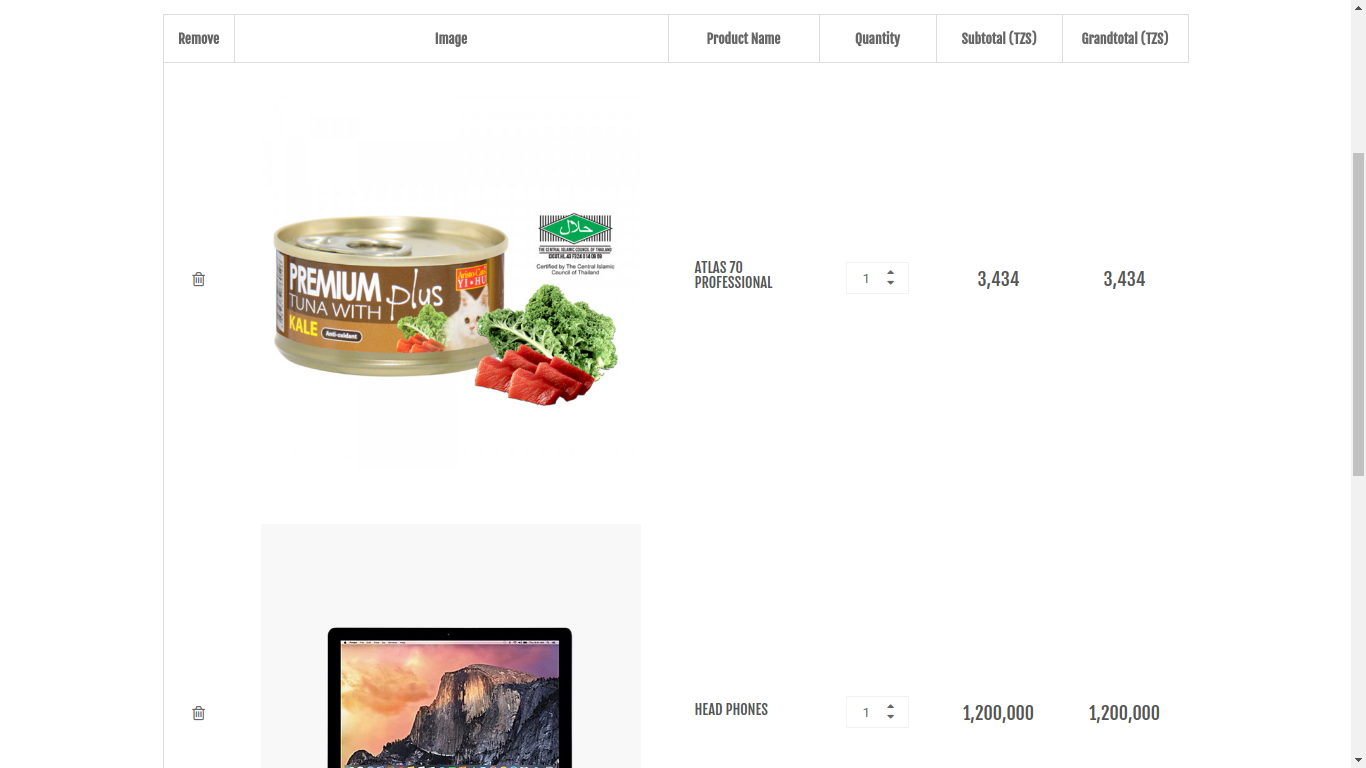 Remove
Image
Product Name
Quantity
Subtotal (TZS)
Grandtotal (TZS)
PREMIUM plus
TUNA WITH
KALE
Anti-oxidant
Aristo-Cats
YI•HU
حلال
THE CENTRAL ISLAMIC COUNCIL OF THAILAND
Certified by The Central Islamic
Council of Thailand
ATLAS 70
PROFESSIONAL
1
3,434
3,434
HEAD PHONES
1
1,200,000
1,200,000